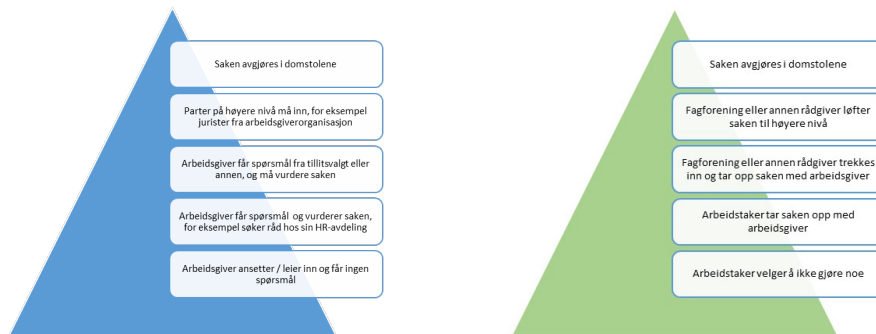 Saken avgjøres i domstolene
Parter på høyere nivå må inn, for eksempel
jurister fra arbeidsgiverorganisasjon
Arbeidsgiver får spørsmål fra tillitsvalgt eller
annen, og må vurdere saken
Arbeidsgiver får spørsmål og vurderer saken,
for eksempel søker råd hos sin HR-avdeling
Arbeidsgiver ansetter / leier inn og får ingen
spørsmål
Saken avgjøres i domstolene
Fagforening eller annen rådgiver løfter
saken til høyere nivå
Fagforening eller annen rådgiver trekkes
inn og tar opp saken med arbeidsgiver
Arbeidstaker tar saken opp med
arbeidsgiver
Arbeidstaker velger å ikke gjøre noe